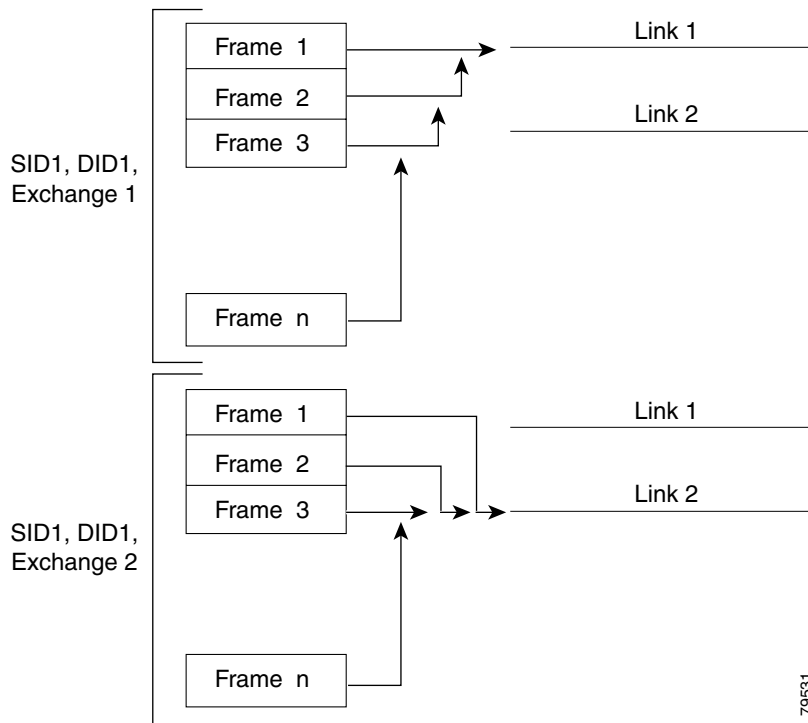 Frame 1
Link 1
Frame 2
Link 2
Frame 3
SID1, DID1,
Exchange 1
Frame n
Frame 1
Link 1
Frame 2
Link 2
Frame 3
SID1, DID1,
Exchange 2
Frame n
79531